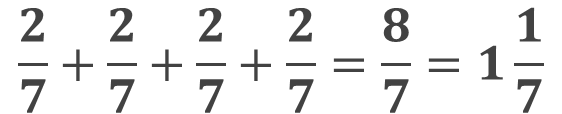 2/7 + 2/7 + 2/7 + 2/7 = 8/7 = 1 1/7